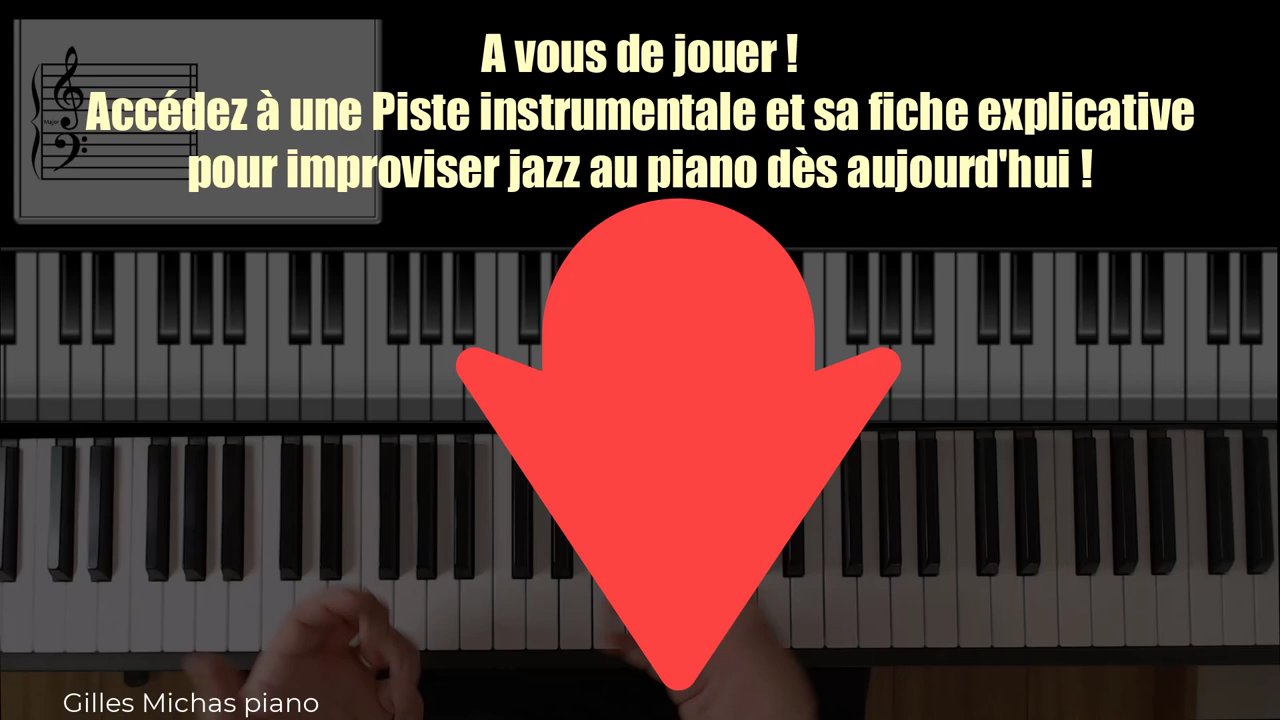 A vous de jouer !
Accédez à une Piste instrumentale et sa fiche explicative
pour improviser jazz au piano dès aujourd'hui !
Major
Gilles Michas piano